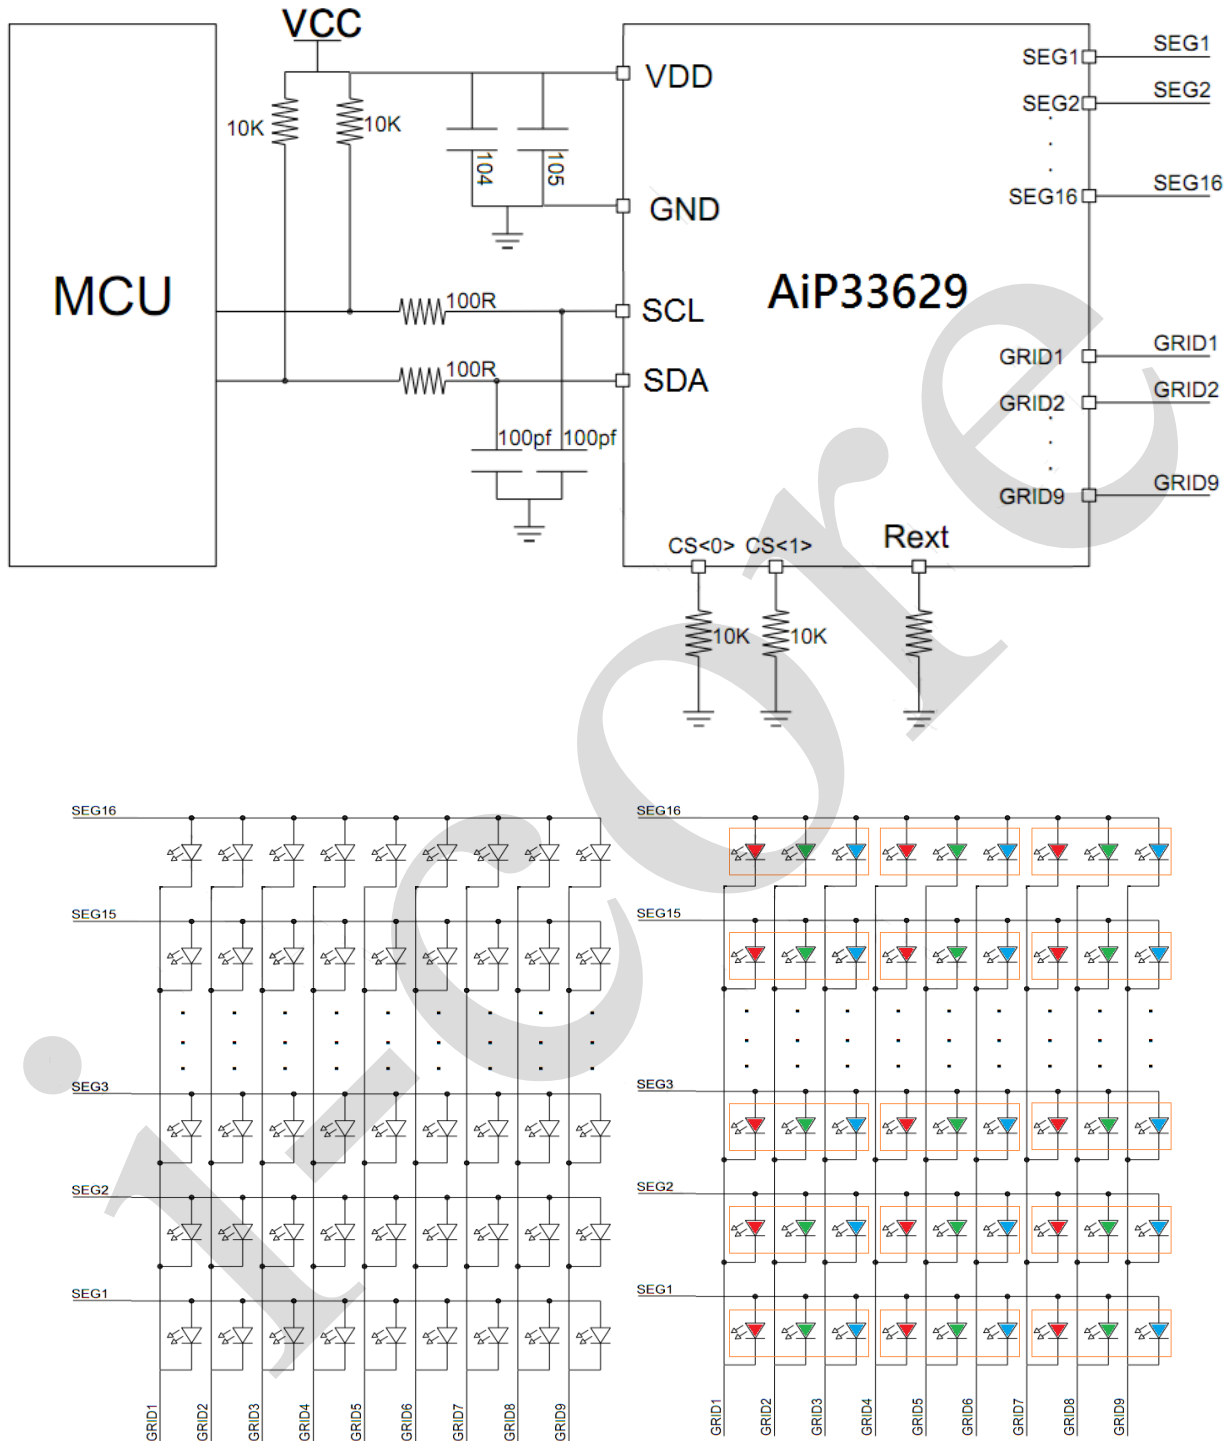 VCC
10K
10K
104
105
MCU
VDD
GND
SCL
SDA
100R
100R
100pf
100pf
AiP33629
SEG1
SEG1
SEG2
SEG2
SEG16
SEG16
GRID1
GRID1
GRID2
GRID2
GRID9
GRID9
CS<0>
CS<1>
Rext
10K
10K
i-core
SEG16
SEG15
SEG3
SEG2
SEG1
GRID1
GRID2
GRID3
GRID4
GRID5
GRID6
GRID7
GRID8
GRID9
SEG16
SEG15
SEG3
SEG2
SEG1
GRID1
GRID2
GRID3
GRID4
GRID5
GRID6
GRID7
GRID8
GRID9